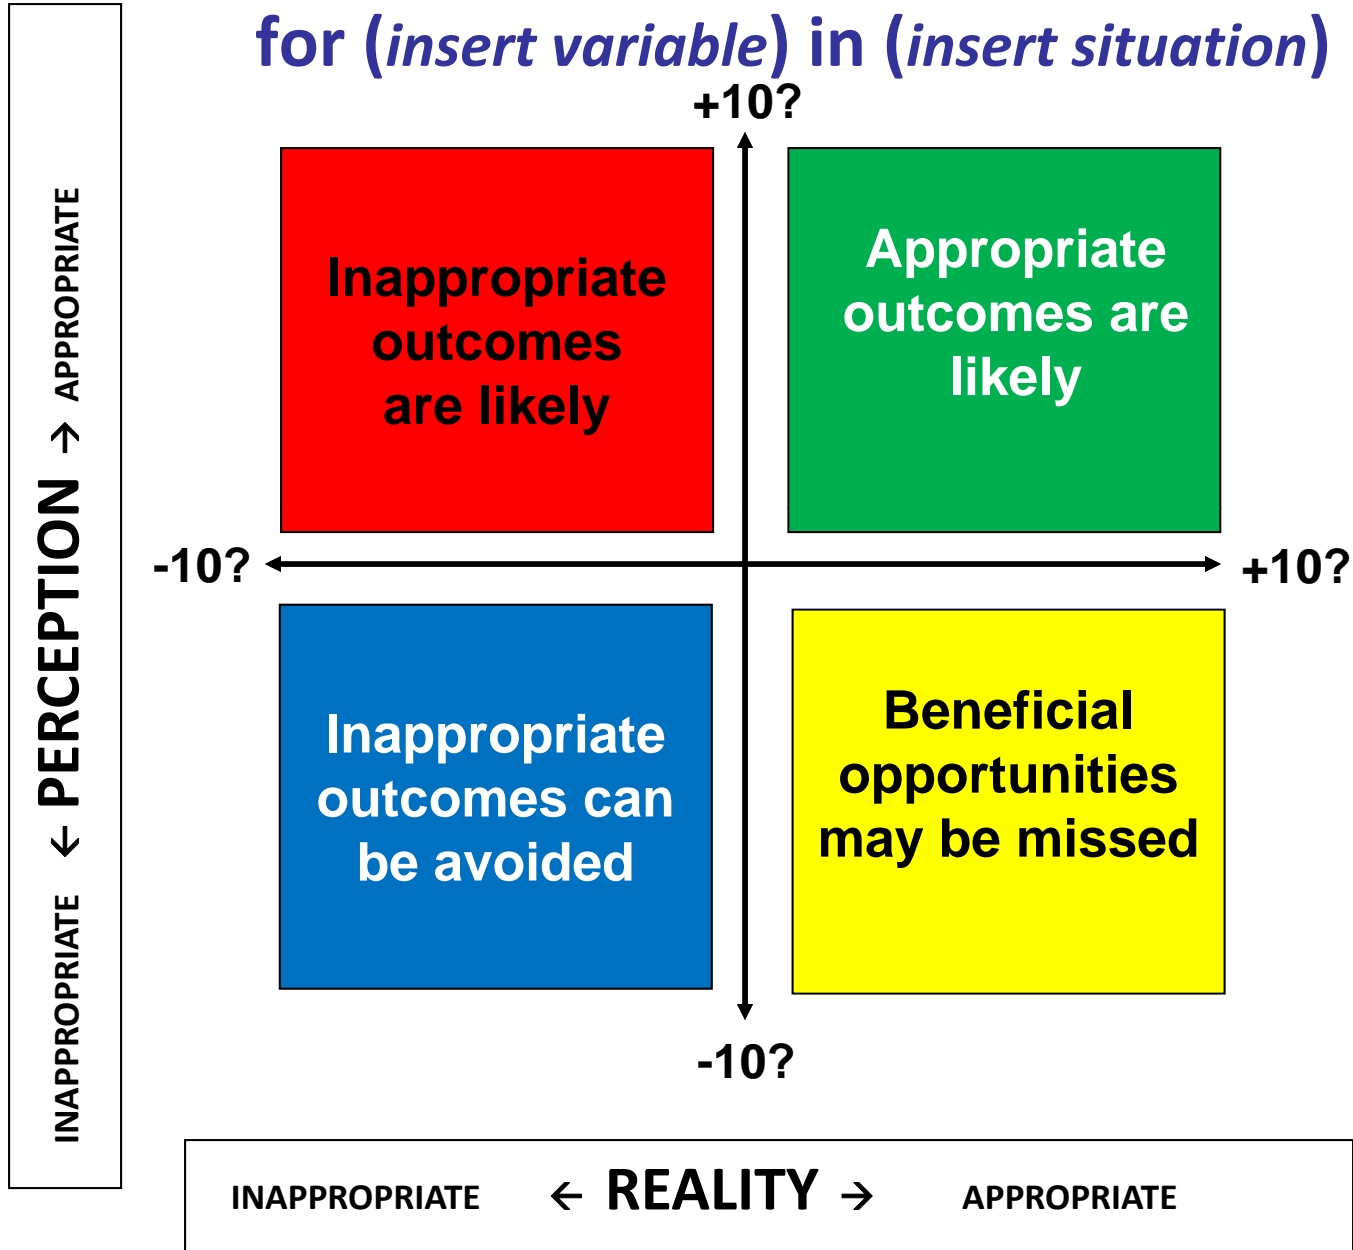 for (insert variable) in (insert situation)
+10?
Inappropriate
outcomes
are likely
Appropriate
outcomes are
likely
-10?
+10?
Inappropriate
outcomes can
be avoided
Beneficial
opportunities
may be missed
-10?
INAPPROPRIATE ← PERCEPTION → APPROPRIATE
INAPPROPRIATE ← REALITY → APPROPRIATE